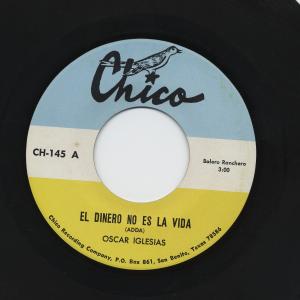 Chico
CH-145 A
Bolero Ranchero
3:00
EL DINERO NO ES LA VIDA
(ADDA)
OSCAR IGLESIAS
Chico Recording Company, P.O. Box 861, San Benito, Texas 78586